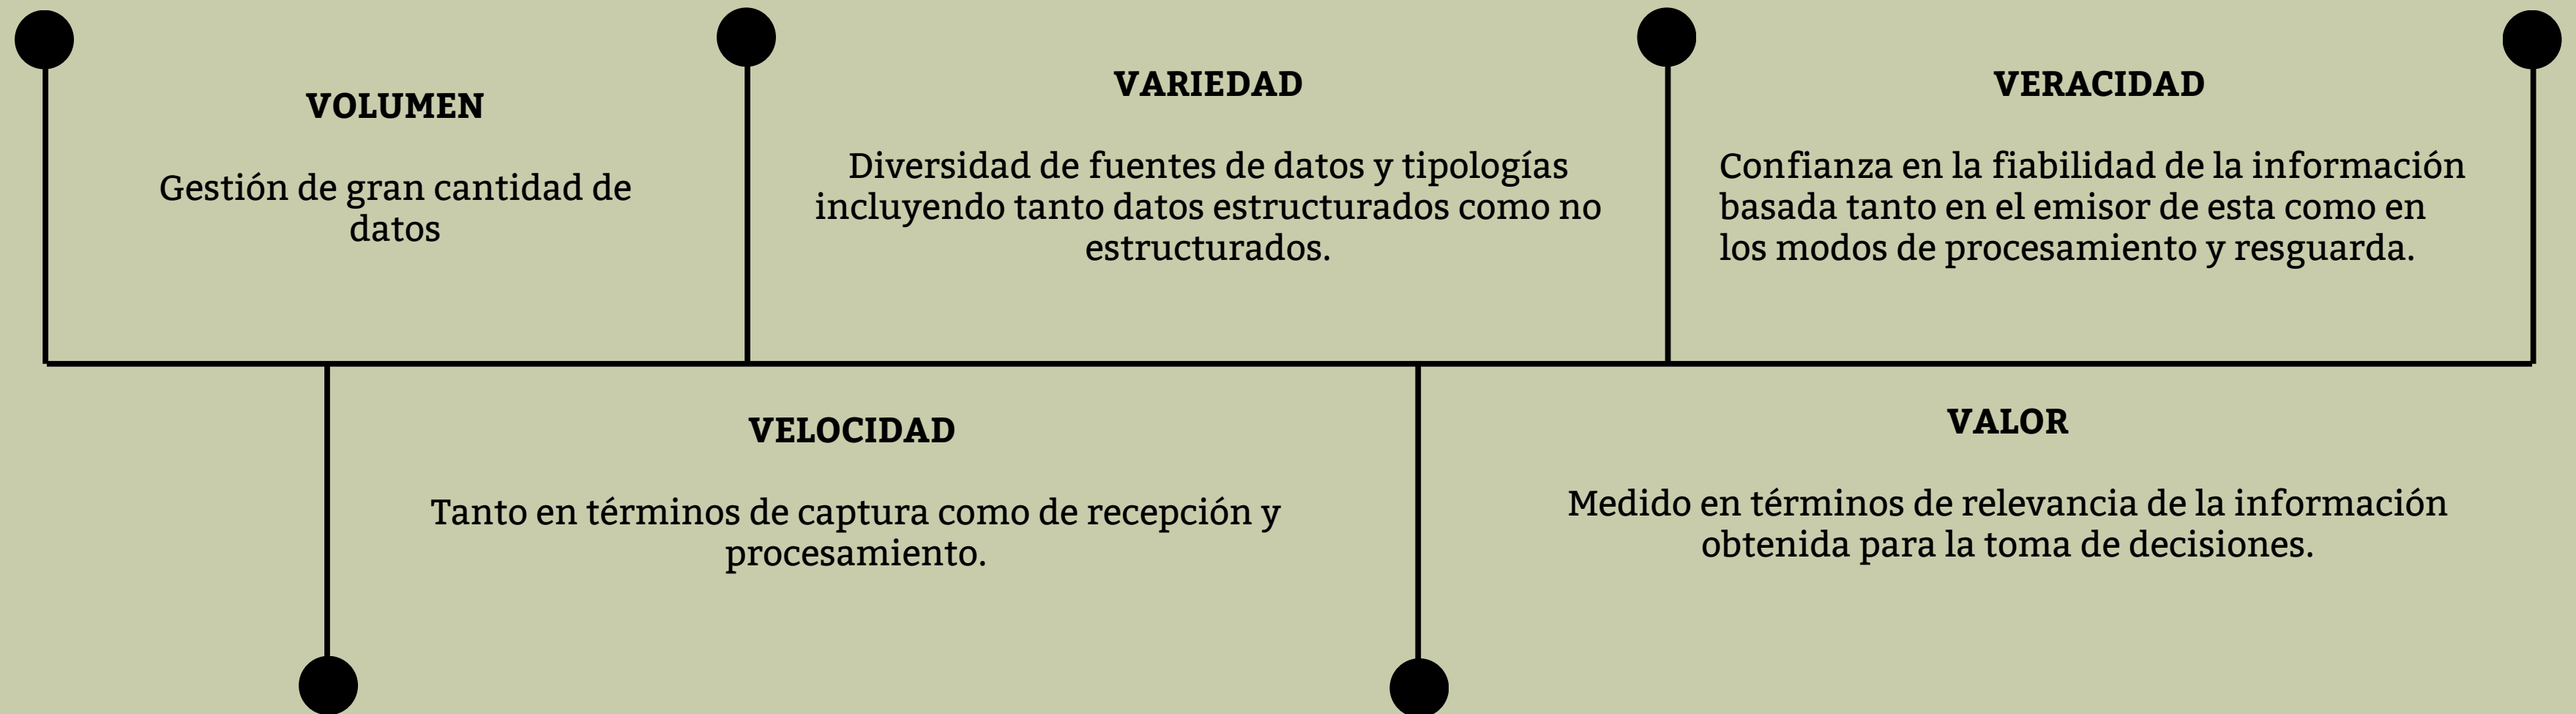 VOLUMEN
Gestión de gran cantidad de
datos
VARIEDAD
Diversidad de fuentes de datos y tipologías
incluyendo tanto datos estructurados como no
estructurados.
VERACIDAD
Confianza en la fiabilidad de la información
basada tanto en el emisor de esta como en
los modos de procesamiento y resguarda.
VELOCIDAD
Tanto en términos de captura como de recepción y
procesamiento.
VALOR
Medido en términos de relevancia de la información
obtenida para la toma de decisiones.